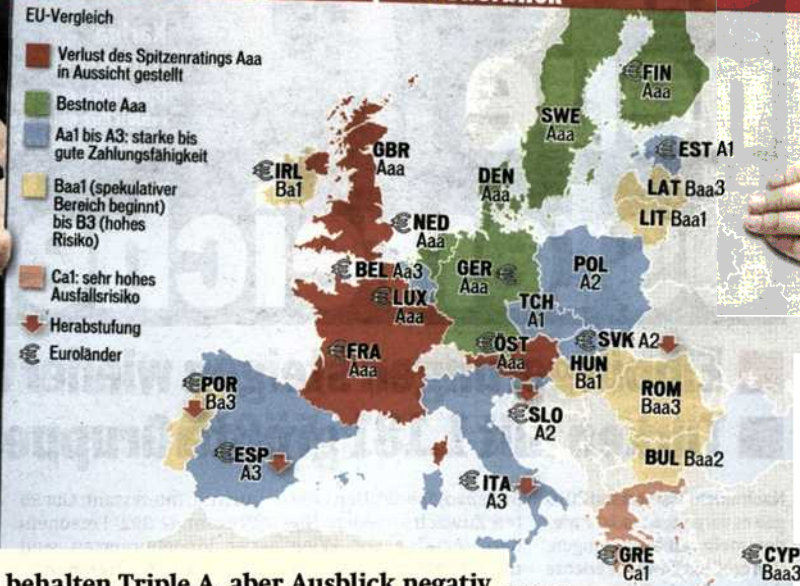 EU-Vergleich
Verlust des Spitzenratings Aaa
in Aussicht gestellt
Bestnote Aaa
Aa1 bis A3: starke bis
gute Zahlungsfähigkeit
Baa1 (spekulativer
Bereich beginnt)
bis B3 (hohes
Risiko)
Ca1: sehr hohes
Ausfallsrisiko
Herabstufung
€ Euroländer
€FIN
Aaa
SWE
Aaa
€EST A1
LAT Baa3
LIT Baa1
GBR
Aaa
€IRL
Ba1
DEN
Aaa
€NED
Aaa
€BEL Aa3
GER €
Aaa
POL
A2
€LUX
Aaa
TCH
A1
€FRA
Aaa
€ÖST
Aaa
€SVK A2
HUN
Ba1
ROM
Baa3
€POR
Ba3
€SLO
A2
BUL Baa2
€ESP
A3
€ITA
A3
€GRE
Ca1
€CYP
Baa3
behalten Triple A, aber Ausblick negativ